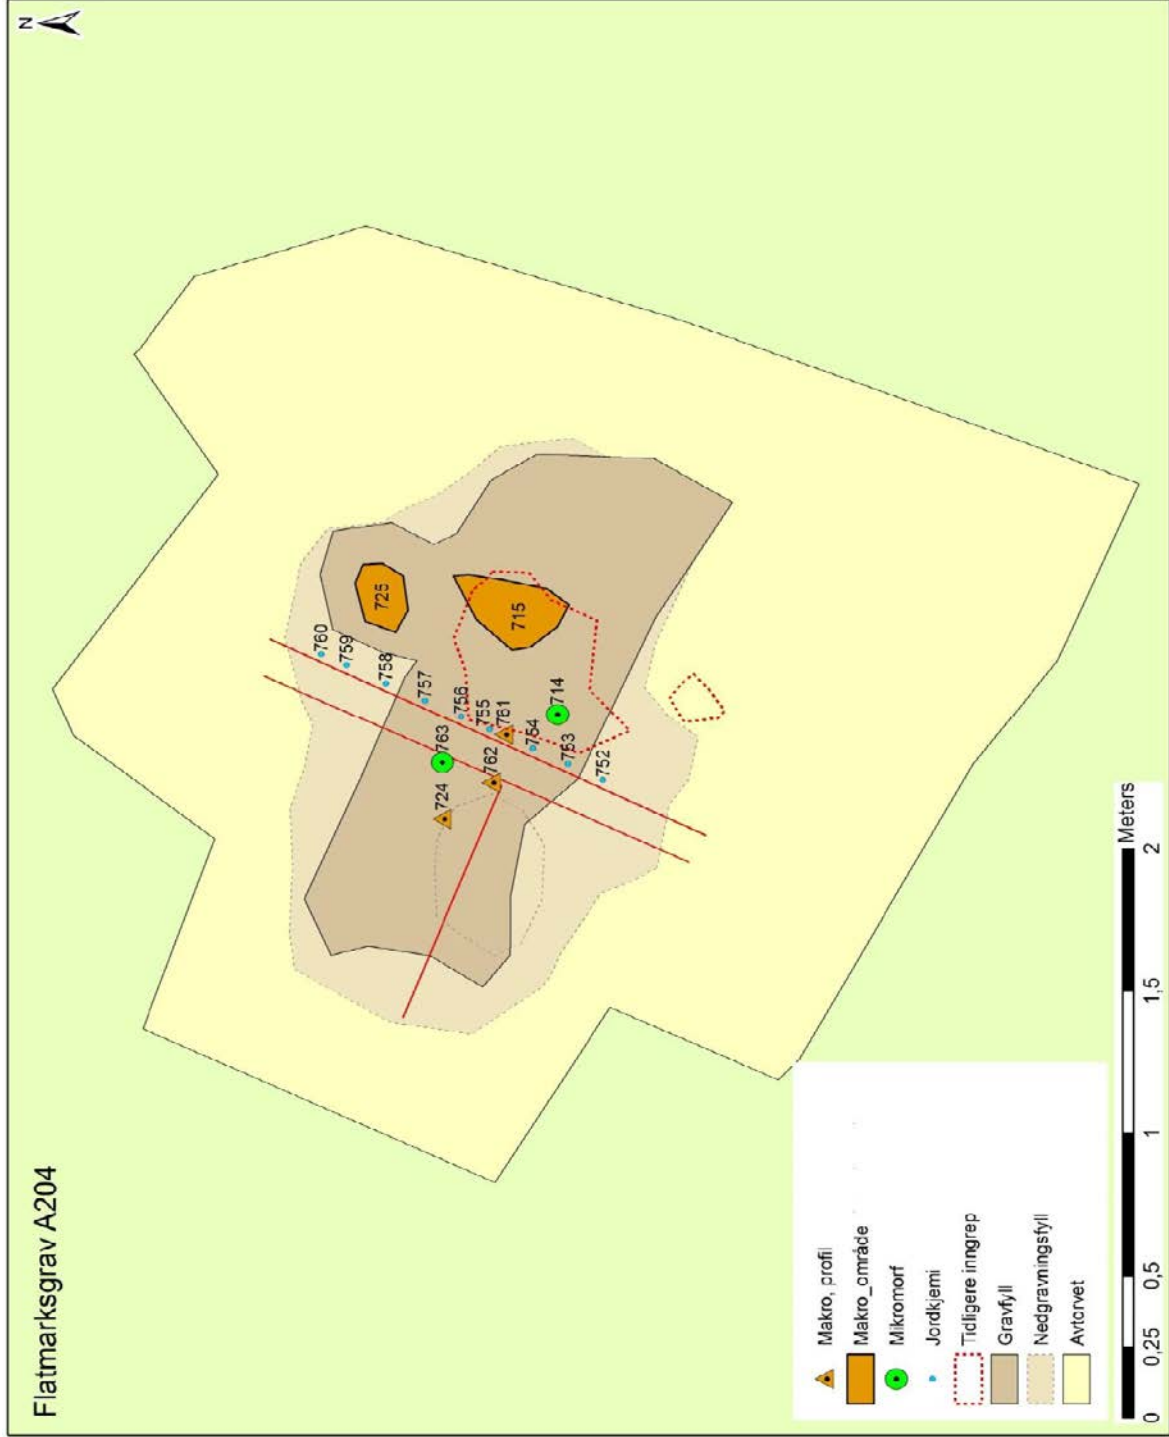 Flatmarksgrav A204
N
760
759
758
757
756
755
761
754
753
752
763
762
724
714
725
715
Makro, profil
Makro_område
Mikromorf
Jordkjemi
Tidligere inngrep
Gravfyll
Nedgravningsfyll
Avtorvet
0 0,25 0,5 1 1,5 2
Meters